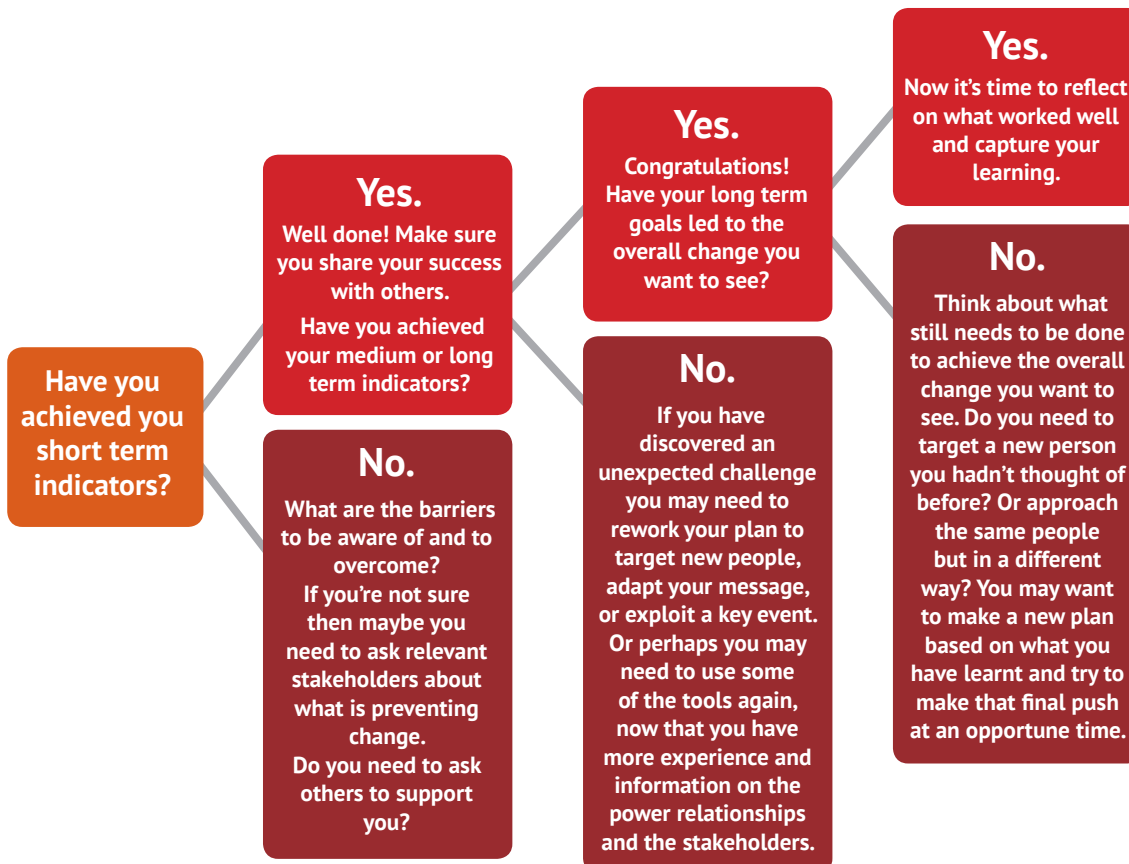 Have you
achieved you
short term
indicators?
Yes.
Well done! Make sure
you share your success
with others.
Have you achieved
your medium or long
term indicators?
No.
What are the barriers
to be aware of and to
overcome?
If you’re not sure
then maybe you
need to ask relevant
stakeholders about
what is preventing
change.
Do you need to ask
others to support
you?
Yes.
Congratulations!
Have your long term
goals led to the
overall change you
want to see?
No.
If you have
discovered an
unexpected challenge
you may need to
rework your plan to
target new people,
adapt your message,
or exploit a key event.
Or perhaps you may
need to use some
of the tools again,
now that you have
more experience and
information on the
power relationships
and the stakeholders.
Yes.
Now it’s time to reflect
on what worked well
and capture your
learning.
No.
Think about what
still needs to be done
to achieve the overall
change you want to
see. Do you need to
target a new person
you hadn’t thought of
before? Or approach
the same people
but in a different
way? You may want
to make a new plan
based on what you
have learnt and try to
make that final push
at an opportune time.